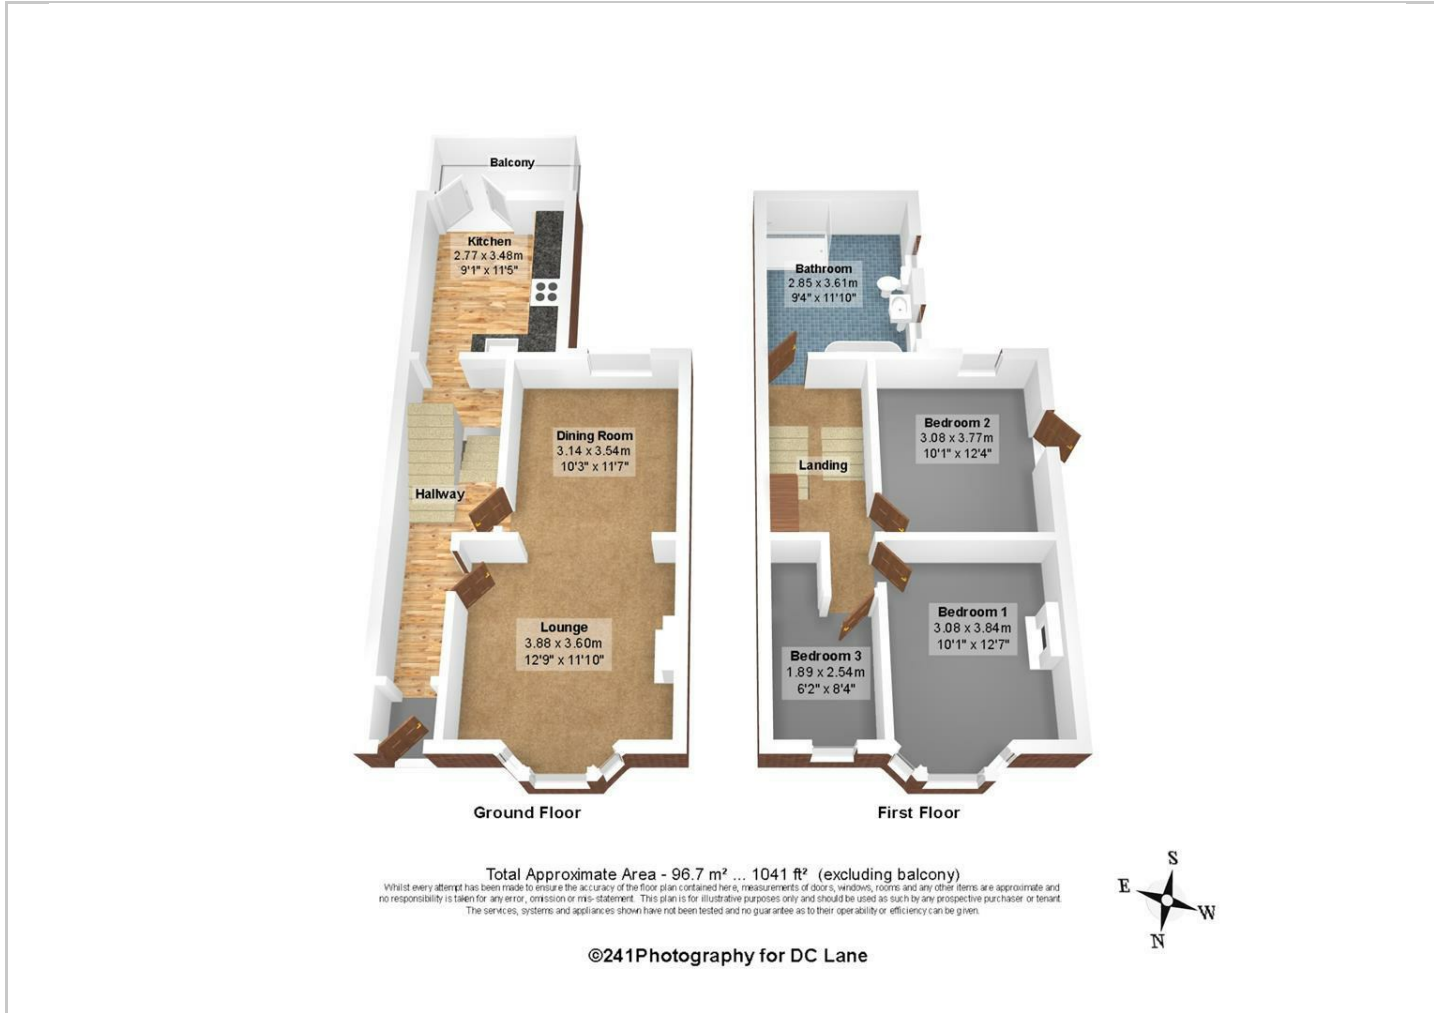 Balcony
Kitchen
2.77 x 3.48m
9'1" x 11'5"
Dining Room
3.14 x 3.54m
10'3" x 11'7"
Hallway
Lounge
3.88 x 3.60m
12'9" x 11'10"
Ground Floor
Bathroom
2.85 x 3.61m
9'4" x 11'10"
Bedroom 2
3.08 x 3.77m
10'1" x 12'4"
Landing
Bedroom 1
3.08 x 3.84m
10'1" x 12'7"
Bedroom 3
1.89 x 2.54m
6'2" x 8'4"
First Floor
Total Approximate Area - 96.7 m² ... 1041 ft² (excluding balcony)
Whilst every attempt has been made to ensure the accuracy of the floor plan contained here, measurements of doors, windows, rooms and any other items are approximate and
no responsibility is taken for any error, omission or mis-statement. This plan is for illustrative purposes only and should be used as such by any prospective purchaser or tenant.
The services, systems and appliances shown have not been tested and no guarantee as to their operability or efficiency can be given.
©241Photography for DC Lane
S
E
W
N